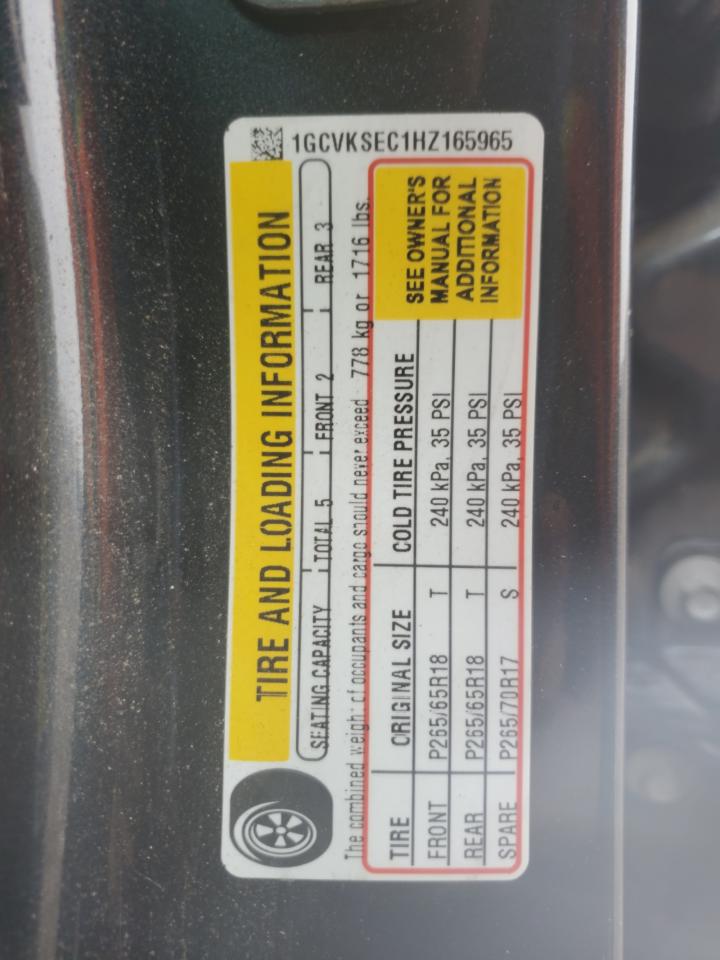 1GCVKSEC1HZ165965
TIRE AND LOADING INFORMATION
SEATING CAPACITY TOTAL 5 FRONT 2 REAR 3
The combined weight of occupants and cargo should never exceed 778 kg or 1716 lbs.
TIRE ORIGINAL SIZE COLD TIRE PRESSURE
FRONT P265/65R18 T 240 kPa, 35 PSI
REAR P265/65R18 T 240 kPa, 35 PSI
SPARE P265/70R17 S 240 kPa, 35 PSI
SEE OWNER'S
MANUAL FOR
ADDITIONAL
INFORMATION